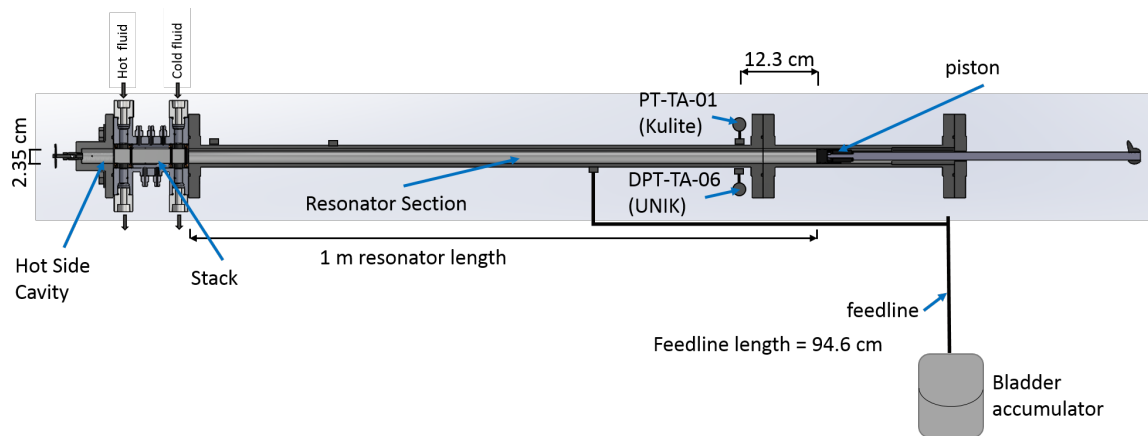 Hot fluid
Cold fluid
12.3 cm
piston
PT-TA-01
(Kulite)
2.35 cm
DPT-TA-06
(UNIK)
Resonator Section
1 m resonator length
Hot Side
Cavity
Stack
feedline
Feedline length = 94.6 cm
Bladder
accumulator